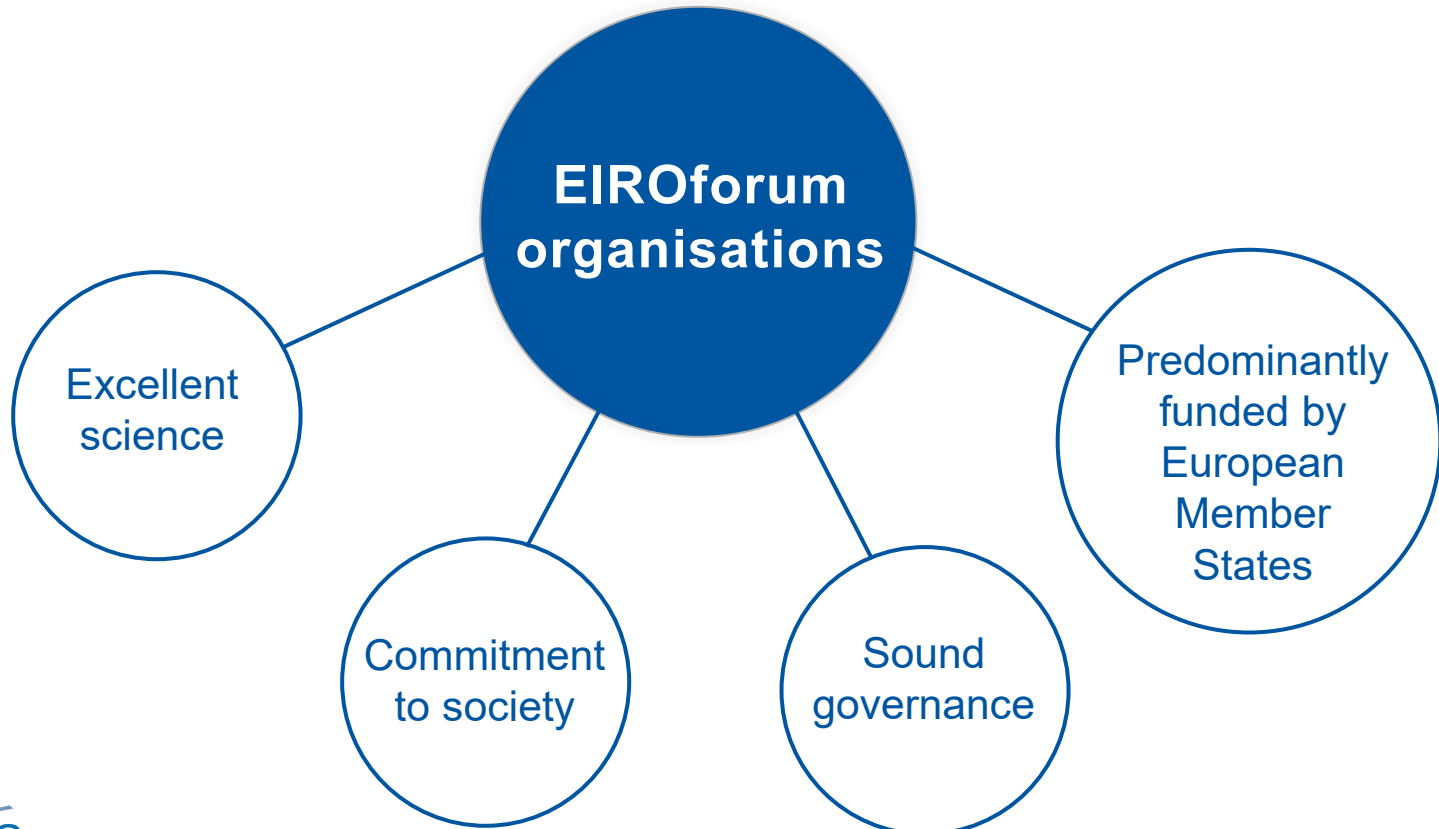 EIROforum
organisations
Excellent
science
Commitment
to society
Sound
governance
Predominantly
funded by
European
Member
States